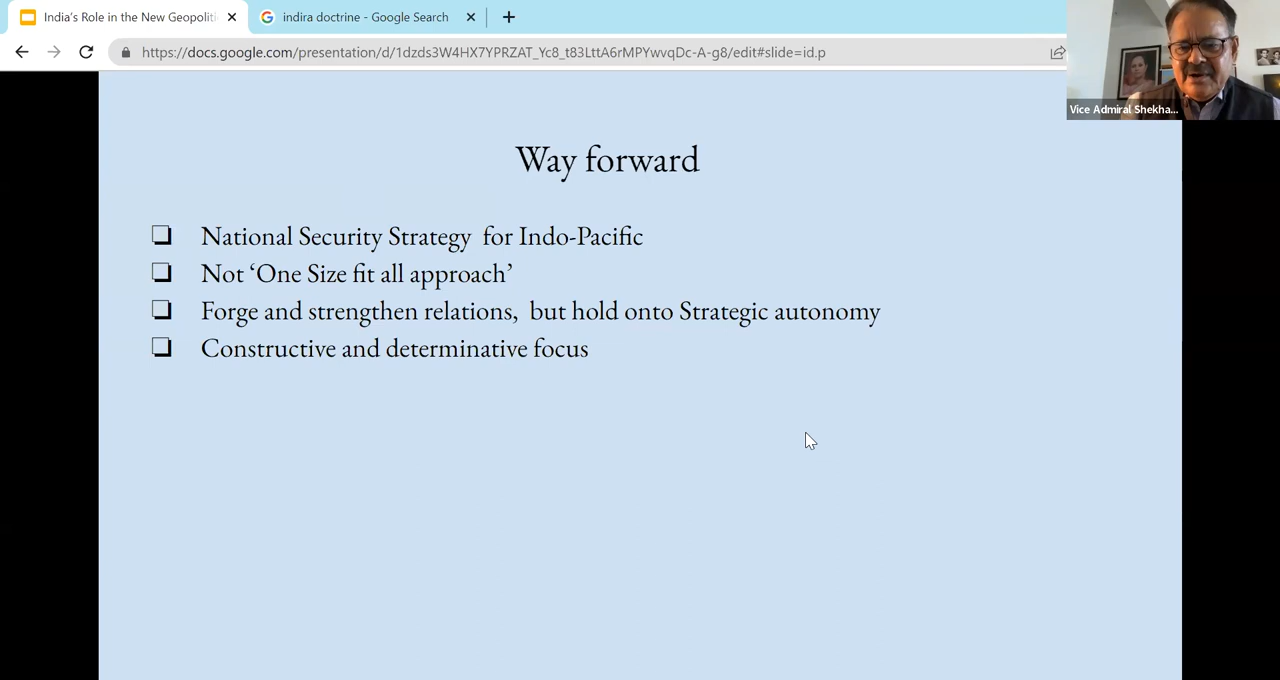 India's Role in the New Geopoliti
indira doctrine - Google Search
https://docs.google.com/presentation/d/1dzds3W4HX7YPRZAT_Yc8_t83LttA6rMPYwvqDc-A-g8/edit#slide=id.p
Vice Admiral Shekha...
Way forward
National Security Strategy for Indo-Pacific
Not ‘One Size fit all approach’
Forge and strengthen relations, but hold onto Strategic autonomy
Constructive and determinative focus